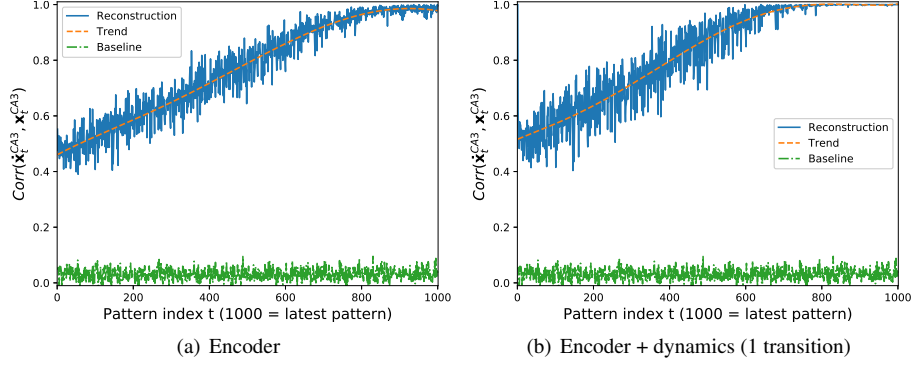 1.0
0.8
0.6
0.4
0.2
0.0
Corr(ẋ_t^CA3, x_t^CA3)
Reconstruction
Trend
Baseline
0 200 400 600 800 1000
Pattern index t (1000 = latest pattern)
(a) Encoder
1.0
0.8
0.6
0.4
0.2
0.0
Corr(ẋ_t^CA3, x_t^CA3)
Reconstruction
Trend
Baseline
0 200 400 600 800 1000
Pattern index t (1000 = latest pattern)
(b) Encoder + dynamics (1 transition)